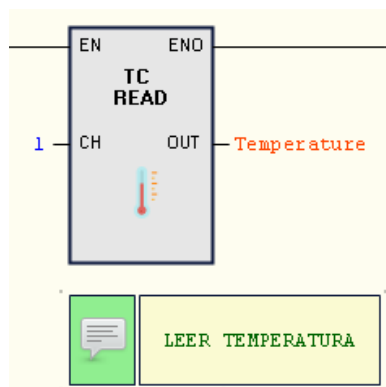 EN ENO
TC
READ
1 CH OUT Temperature
LEER TEMPERATURA